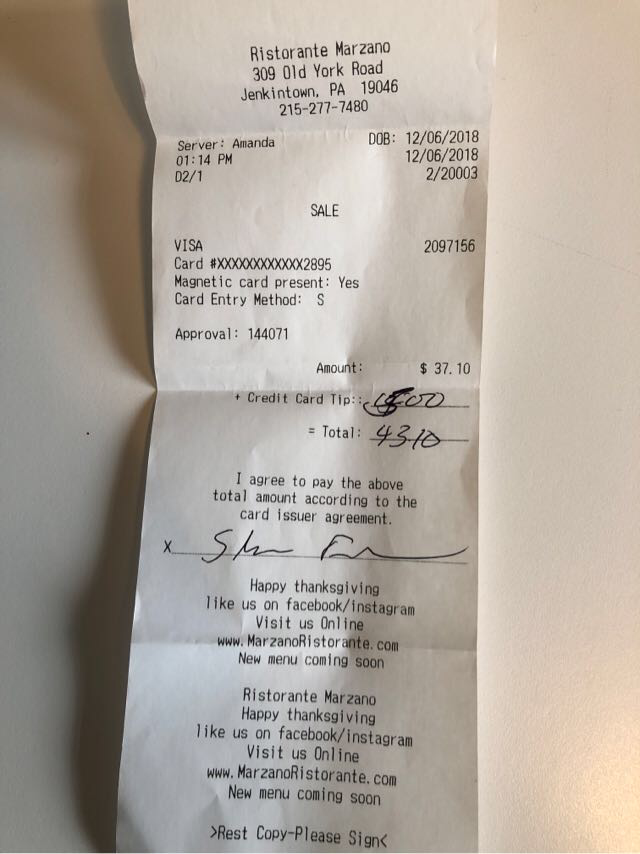 Ristorante Marzano
309 Old York Road
Jenkintown, PA 19046
215-277-7480
Server: Amanda DOB: 12/06/2018
01:14 PM 12/06/2018
D2/1 2/20003
SALE
VISA 2097156
Card #XXXXXXXXXXXX2895
Magnetic card present: Yes
Card Entry Method: S
Approval: 144071
Amount: $ 37.10
+ Credit Card Tip::
= Total: 4310
I agree to pay the above
total amount according to the
card issuer agreement.
X
Happy thanksgiving
like us on facebook/instagram
Visit us Online
www.MarzanoRistorante.com
New menu coming soon
Ristorante Marzano
Happy thanksgiving
like us on facebook/instagram
Visit us Online
www.MarzanoRistorante.com
New menu coming soon
>Rest Copy-Please Sign<